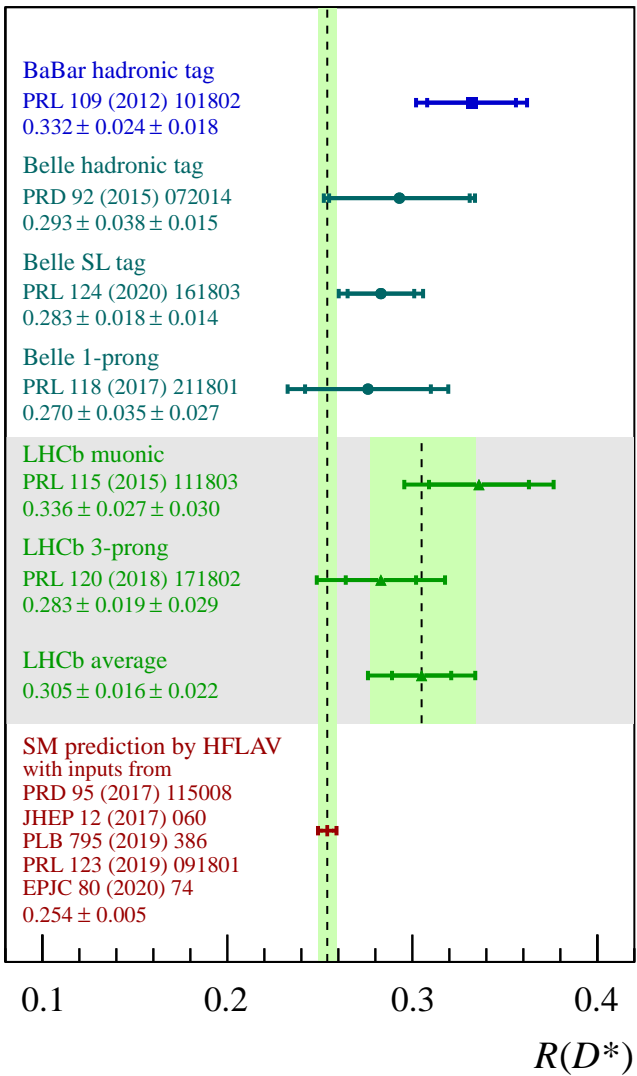 BaBar hadronic tag
PRL 109 (2012) 101802
0.332 ± 0.024 ± 0.018
Belle hadronic tag
PRD 92 (2015) 072014
0.293 ± 0.038 ± 0.015
Belle SL tag
PRL 124 (2020) 161803
0.283 ± 0.018 ± 0.014
Belle 1-prong
PRL 118 (2017) 211801
0.270 ± 0.035 ± 0.027
LHCb muonic
PRL 115 (2015) 111803
0.336 ± 0.027 ± 0.030
LHCb 3-prong
PRL 120 (2018) 171802
0.283 ± 0.019 ± 0.029
LHCb average
0.305 ± 0.016 ± 0.022
SM prediction by HFLAV
with inputs from
PRD 95 (2017) 115008
JHEP 12 (2017) 060
PLB 795 (2019) 386
PRL 123 (2019) 091801
EPJC 80 (2020) 74
0.254 ± 0.005
0.1 0.2 0.3 0.4
R(D*)